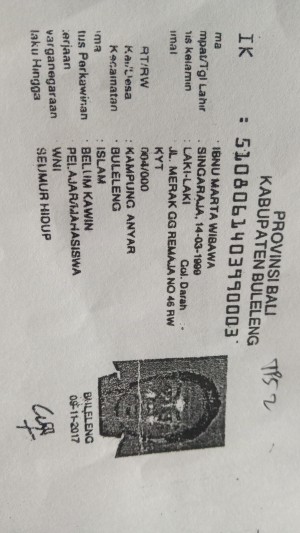 PROVINSI BALI
KABUPATEN BULELENG
IK : 5108061403990003
ma : IBNU MARTA WIBAWA
mpat/Tgl Lahir : SINGARAJA, 14-03-1999
nis kelamin : LAKI-LAKI Gol. Darah : -
amat : JL. MERAK GG REMAJA NO 46 RW
KYT
RT/RW : 004/000
Kel/Desa : KAMPUNG ANYAR
Kecamatan : BULELENG
ama : ISLAM
tus Perkawinan : BELUM KAWIN
erjaan : PELAJAR/MAHASISWA
warganegaraan : WNI
laku Hingga : SEUMUR HIDUP
BULELENG
09-11-2017
TPS 2